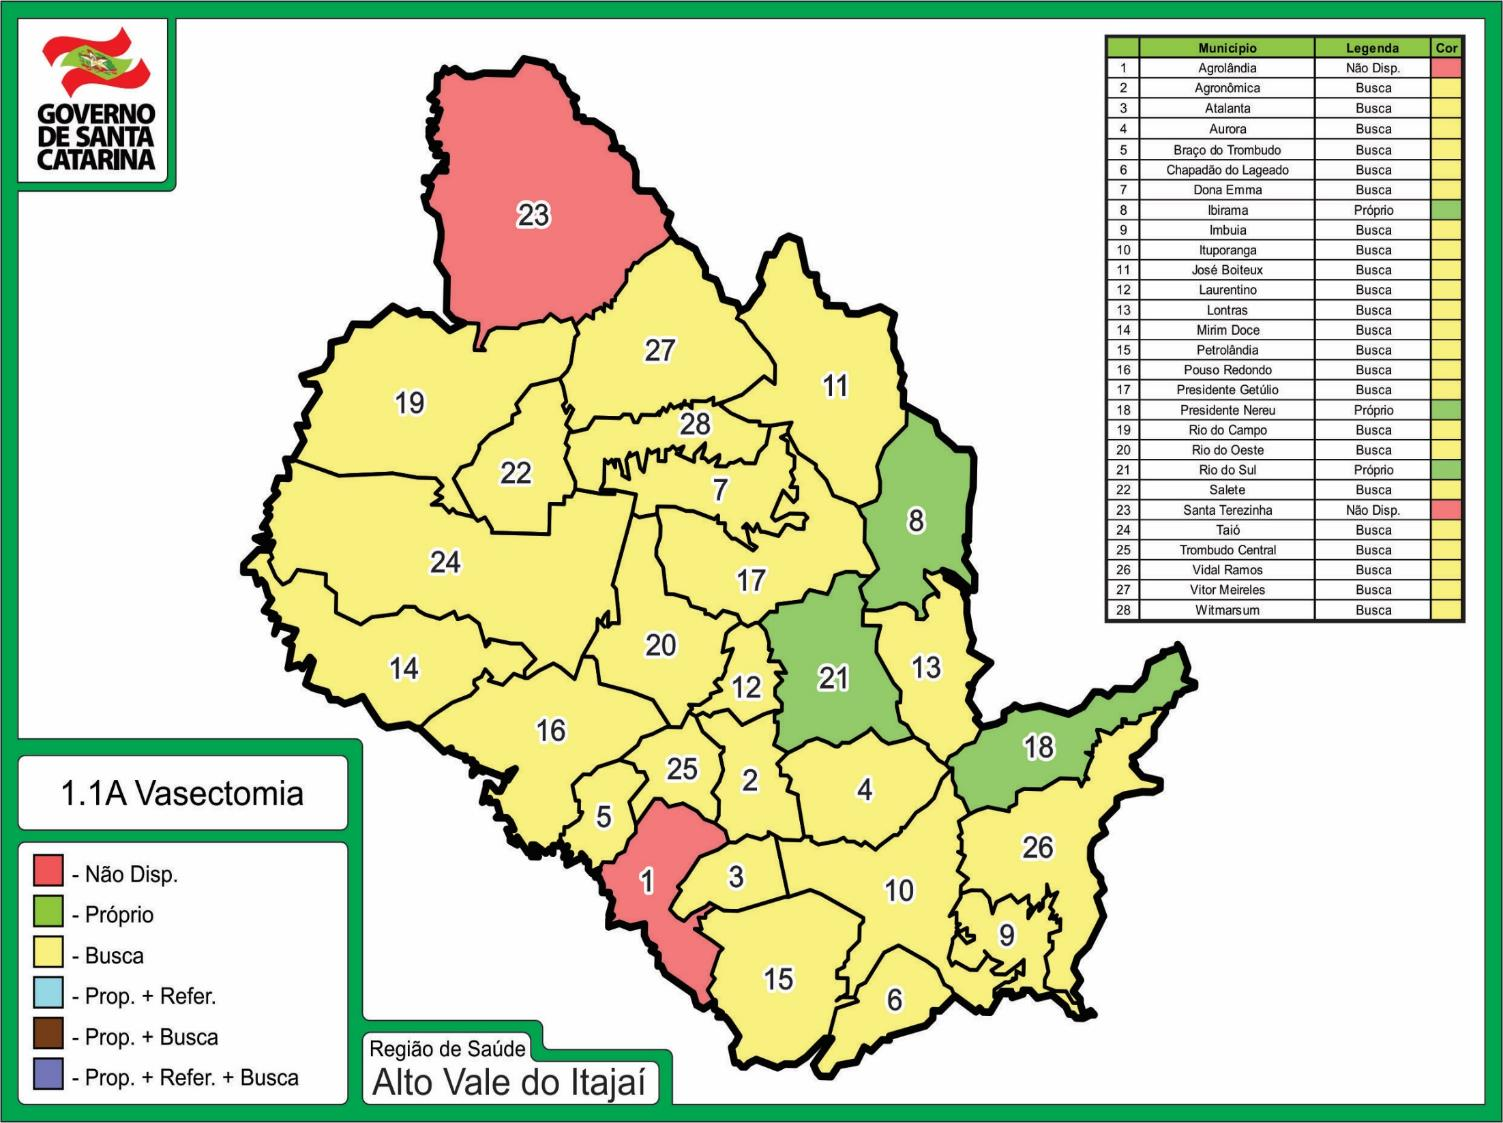 GOVERNO
DE SANTA
CATARINA
Município Legenda Cor
1 Agrolândia Não Disp.
2 Agronômica Busca
3 Atalanta Busca
4 Aurora Busca
5 Braço do Trombudo Busca
6 Chapadão do Lageado Busca
7 Dona Emma Busca
8 Ibirama Próprio
9 Imbuia Busca
10 Ituporanga Busca
11 José Boiteux Busca
12 Laurentino Busca
13 Lontras Busca
14 Mirim Doce Busca
15 Petrolândia Busca
16 Pouso Redondo Busca
17 Presidente Getúlio Busca
18 Presidente Nereu Próprio
19 Rio do Campo Busca
20 Rio do Oeste Busca
21 Rio do Sul Próprio
22 Salete Busca
23 Santa Terezinha Não Disp.
24 Taió Busca
25 Trombudo Central Busca
26 Vidal Ramos Busca
27 Vitor Meireles Busca
28 Witmarsum Busca
23
27
11
19
28
22
7
8
24
17
20
14
12
21
13
16
18
25
2
4
5
26
1
3
10
9
15
6
1.1A Vasectomia
- Não Disp.
- Próprio
- Busca
- Prop. + Refer.
- Prop. + Busca
- Prop. + Refer. + Busca
Região de Saúde
Alto Vale do Itajaí